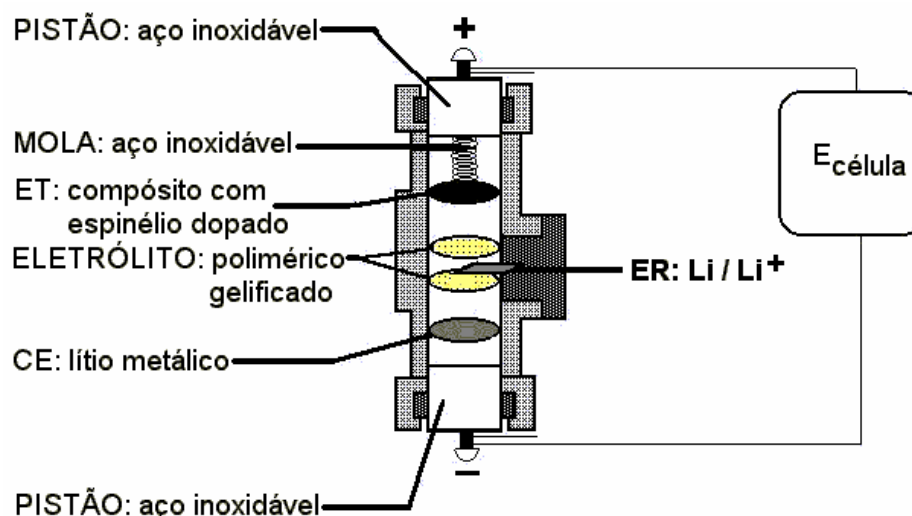 PISTÃO: aço inoxidável
+
MOLA: aço inoxidável
E célula
ET: compósito com
espinélio dopado
ELETRÓLITO: polimérico
gelificado
ER: Li / Li+
CE: lítio metálico
−
PISTÃO: aço inoxidável